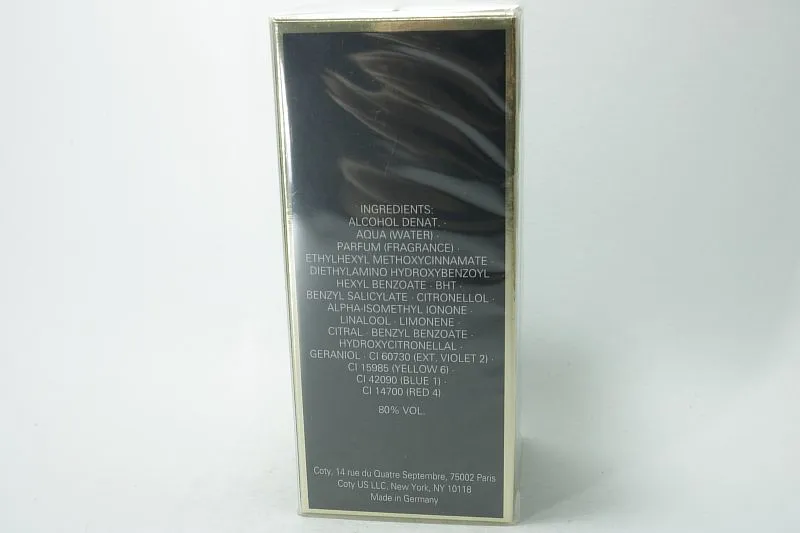 INGREDIENTS:
ALCOHOL DENAT. ·
AQUA (WATER) ·
PARFUM (FRAGRANCE) ·
ETHYLHEXYL METHOXYCINNAMATE ·
DIETHYLAMINO HYDROXYBENZOYL
HEXYL BENZOATE · BHT ·
BENZYL SALICYLATE · CITRONELLOL ·
ALPHA-ISOMETHYL IONONE ·
LINALOOL · LIMONENE ·
CITRAL · BENZYL BENZOATE ·
HYDROXYCITRONELLAL ·
GERANIOL · CI 60730 (EXT. VIOLET 2) ·
CI 15985 (YELLOW 6) ·
CI 42090 (BLUE 1) ·
CI 14700 (RED 4)
80% VOL.
Coty, 14 rue du Quatre Septembre, 75002 Paris
Coty US LLC, New York, NY 10118
Made in Germany